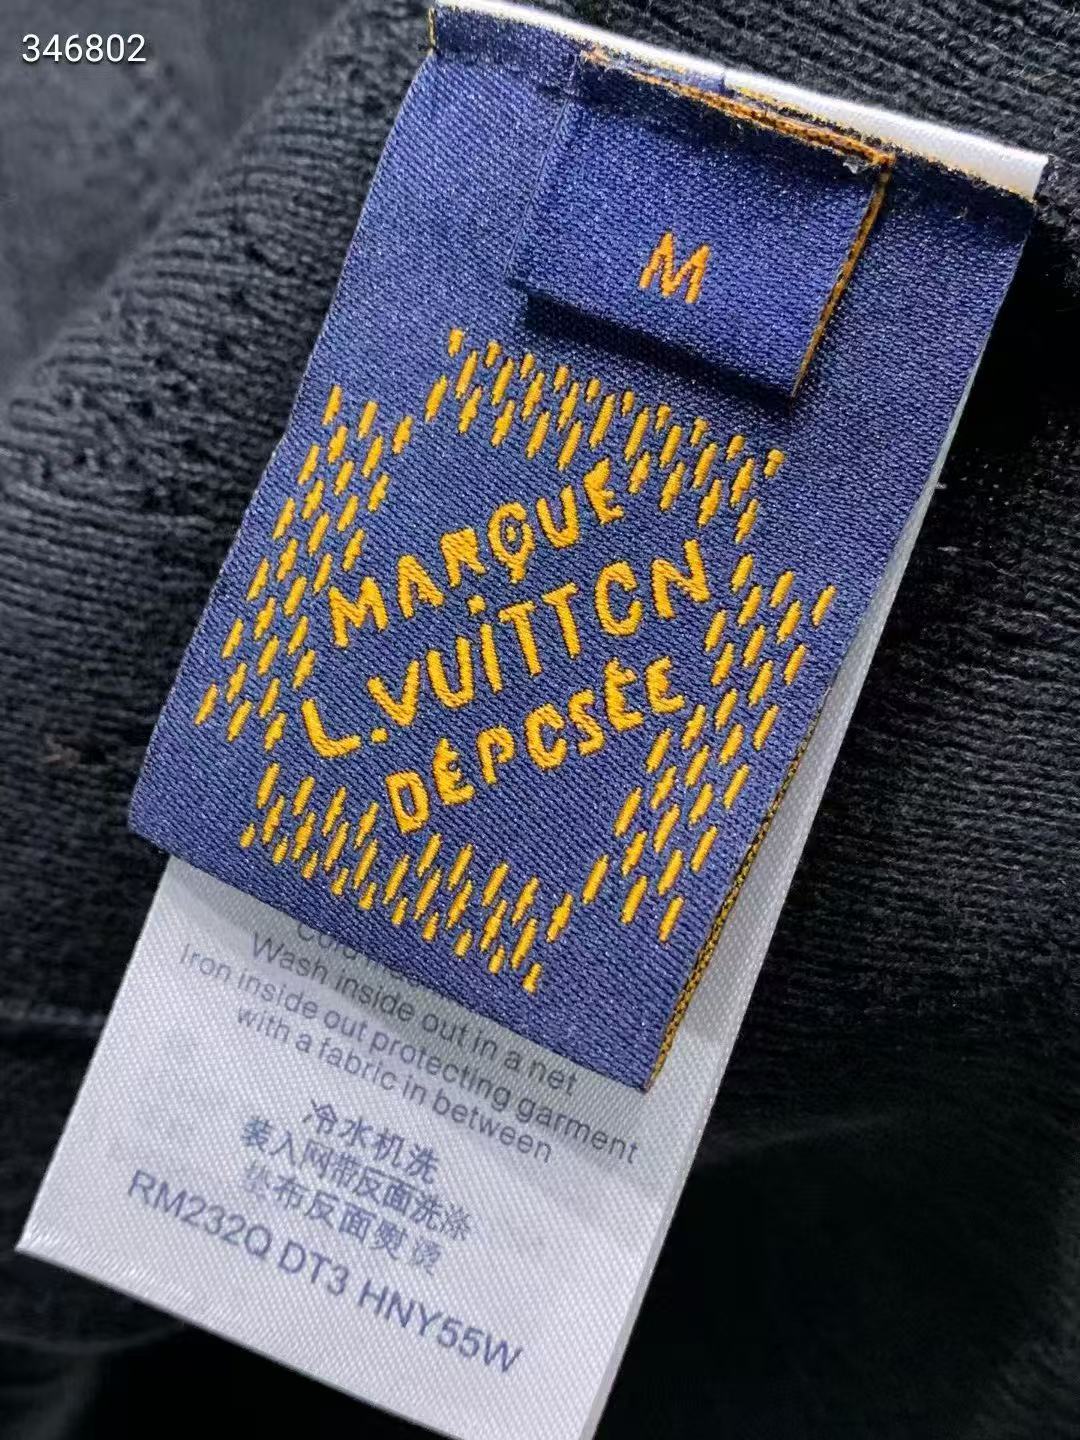 346802
M
MARQUE
L.VUiTTON
DÉPOSÉE
Wash inside out in a net
Iron inside out protecting garment
with a fabric in between
冷水机洗
装入网带反面洗涤
垫布反面熨烫
RM232Q DT3 HNY55W